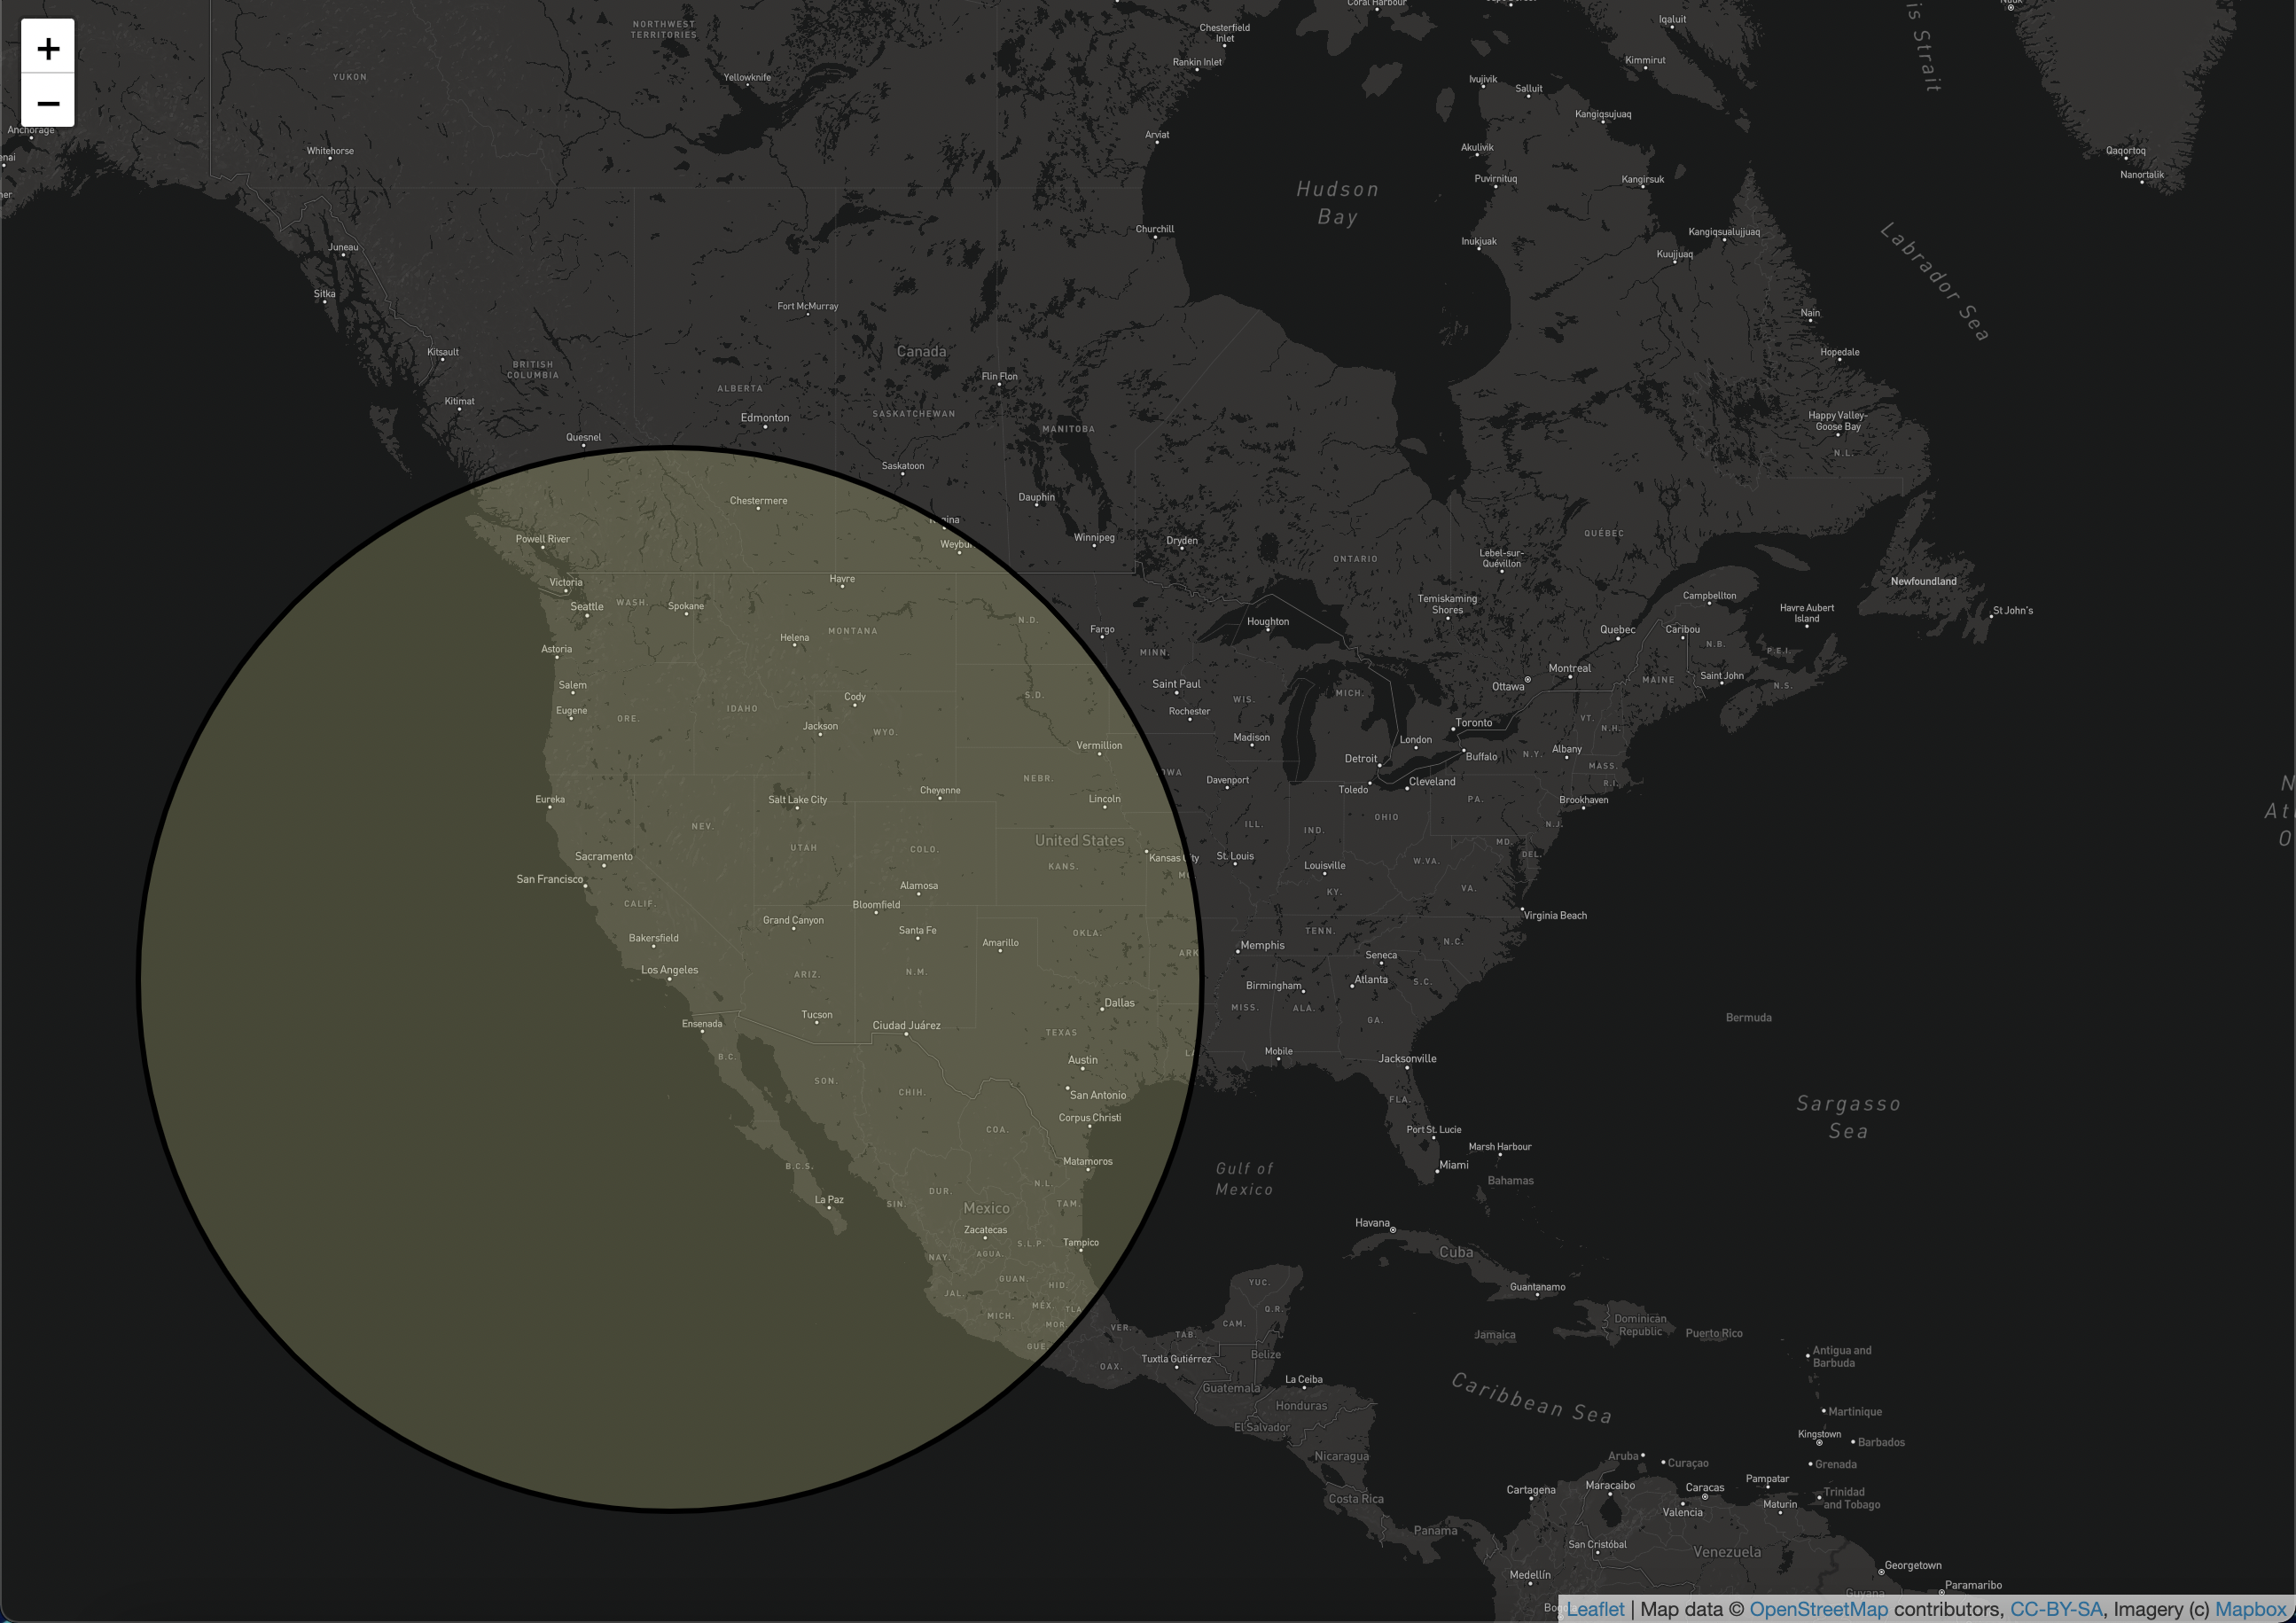 +
−
NORTHWEST
TERRITORIES
YUKON
Yellowknife
Chesterfield
Inlet
Rankin Inlet
Coral Harbour
Iqaluit
Kimmirut
Ivujivik
Salluit
Kangiqsujuaq
Anchorage
Whitehorse
Arviat
Akulivik
Puvirnituq
Kangirsuk
Qaqortoq
Nanortalik
Hudson
Bay
Juneau
Churchill
Inukjuak
Kangiqsualujjuaq
Kuujjuaq
Labrador Sea
Sitka
Fort McMurray
Nain
Kitsault
Canada
Hopedale
BRITISH
COLUMBIA
ALBERTA
Flin Flon
Kitimat
Edmonton
SASKATCHEWAN
MANITOBA
Happy Valley-
Goose Bay
N.L.
Quesnel
Saskatoon
Chestermere
Dauphin
Powell River
Winnipeg
Dryden
ONTARIO
Lebel-sur-
Quévillon
QUÉBEC
Victoria
Havre
Newfoundland
Seattle
WASH.
Spokane
Temiskaming
Shores
Campbellton
Havre Aubert
Island
St John's
N.D.
Houghton
Helena
MONTANA
Fargo
Quebec
Caribou
N.B.
Astoria
MINN.
P.E.I.
Salem
Saint Paul
Montreal
Ottawa
MAINE
Saint John
N.S.
Cody
S.D.
WIS.
MICH.
Eugene
ORE.
IDAHO
Rochester
VT.
N.H.
Jackson
WYO.
Toronto
Madison
London
Vermillion
Detroit
Buffalo
N.Y.
Albany
MASS.
NEBR.
Davenport
Toledo
Cleveland
R.I.
Eureka
Salt Lake City
Cheyenne
Lincoln
PA.
Brookhaven
NEV.
ILL.
IND.
OHIO
N.J.
UTAH
COLO.
United States
MD.
DEL.
Sacramento
Kansas City
St. Louis
Louisville
W.VA.
KANS.
San Francisco
Alamosa
KY.
VA.
CALIF.
Bloomfield
Grand Canyon
Santa Fe
OKLA.
TENN.
Virginia Beach
Bakersfield
Amarillo
Memphis
N.C.
ARK
Seneca
Los Angeles
ARIZ.
N.M.
Birmingham
Atlanta
S.C.
Dallas
MISS.
ALA.
GA.
Bermuda
Tucson
Ensenada
Ciudad Juárez
TEXAS
B.C.
Austin
Mobile
Jacksonville
SON.
CHIH.
San Antonio
FLA.
Sargasso
Sea
Corpus Christi
COA.
Port St. Lucie
B.C.S.
Matamoros
Marsh Harbour
Gulf of
Mexico
Miami
Bahamas
N.L.
DUR.
La Paz
SIN.
Mexico
TAM.
Zacatecas
Havana
S.L.P.
Tampico
NAY.
AGUA.
Cuba
GUAN.
HID.
YUC.
Guantanamo
JAL.
MEX.
TLA
Q.R.
MICH.
MOR.
VER.
TAB.
CAM.
Dominican
Republic
Jamaica
Puerto Rico
GUE.
OAX.
Tuxtla Gutiérrez
Belize
Antigua and
Barbuda
Guatemala
La Ceiba
Caribbean Sea
Honduras
El Salvador
Martinique
Kingstown
Barbados
Nicaragua
Aruba
Curaçao
Grenada
Costa Rica
Cartagena
Maracaibo
Caracas
Pampatar
Trinidad
and Tobago
Valencia
Maturin
Panama
San Cristóbal
Venezuela
Georgetown
Medellín
Paramaribo
Guyana
Leaflet | Map data © OpenStreetMap contributors, CC-BY-SA, Imagery (c) Mapbox